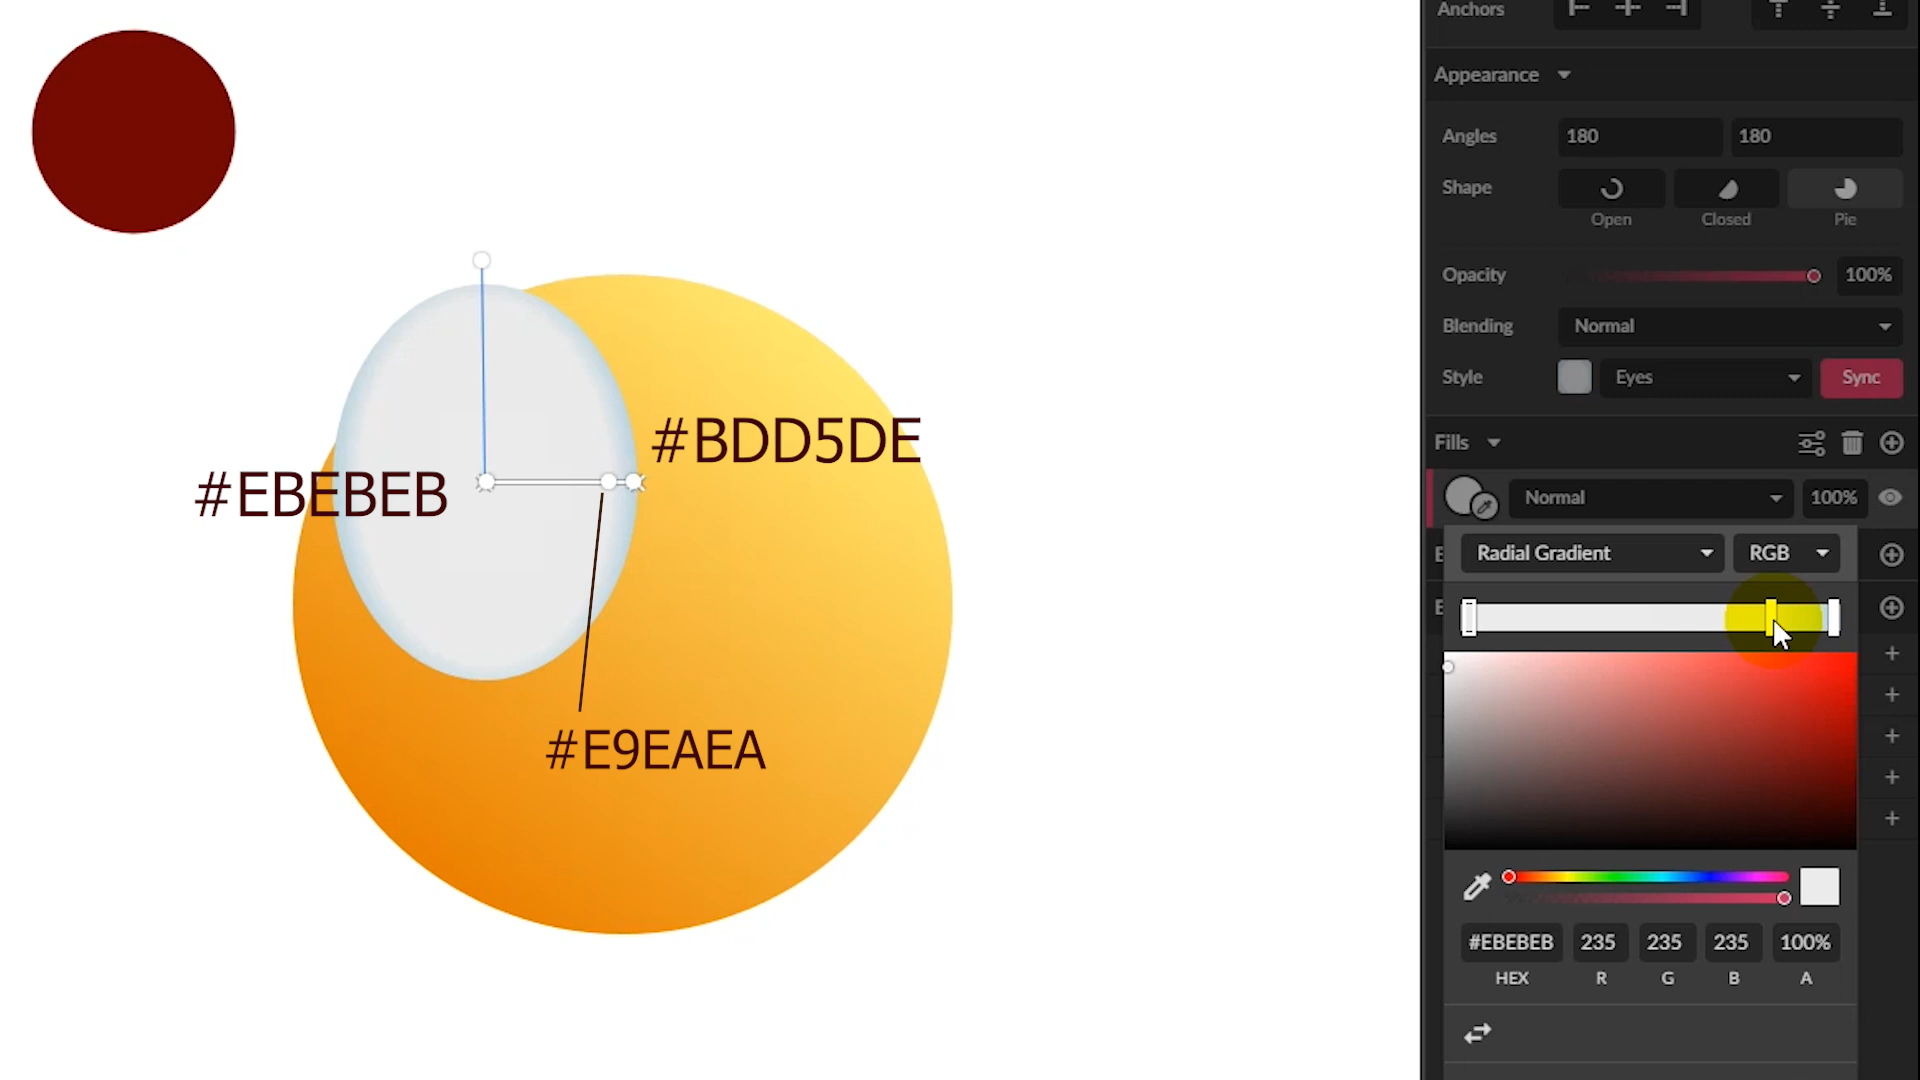 #BDD5DE
#EBEBEB
#E9EAEA
Anchors
Appearance
Angles 180 180
Shape
Open Closed Pie
Opacity 100%
Blending Normal
Style Eyes Sync
Fills
Normal 100%
Radial Gradient RGB
#EBEBEB 235 235 235 100%
HEX R G B A